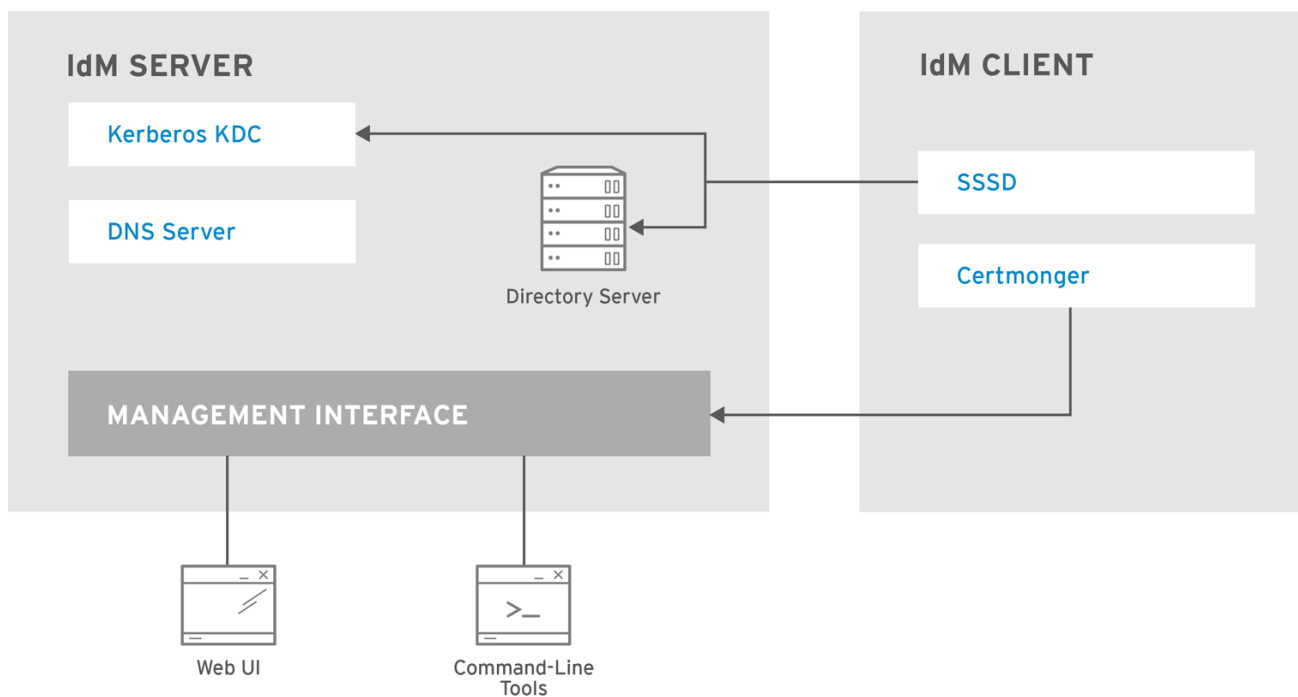 IdM SERVER
Kerberos KDC
DNS Server
Directory Server
MANAGEMENT INTERFACE
Web UI
Command-Line
Tools
IdM CLIENT
SSSD
Certmonger